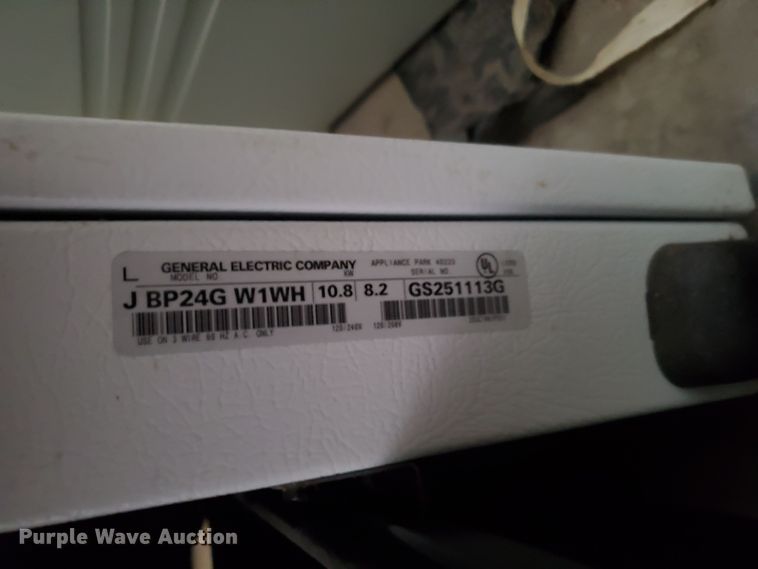 L GENERAL ELECTRIC COMPANY APPLIANCE PARK 40225
MODEL NO. KW SERIAL NO. UL
J BP24G W1WH 10.8 8.2 GS251113G
USE ON 3 WIRE 60 HZ A.C. ONLY 120/240V 120/208V
Purple Wave Auction